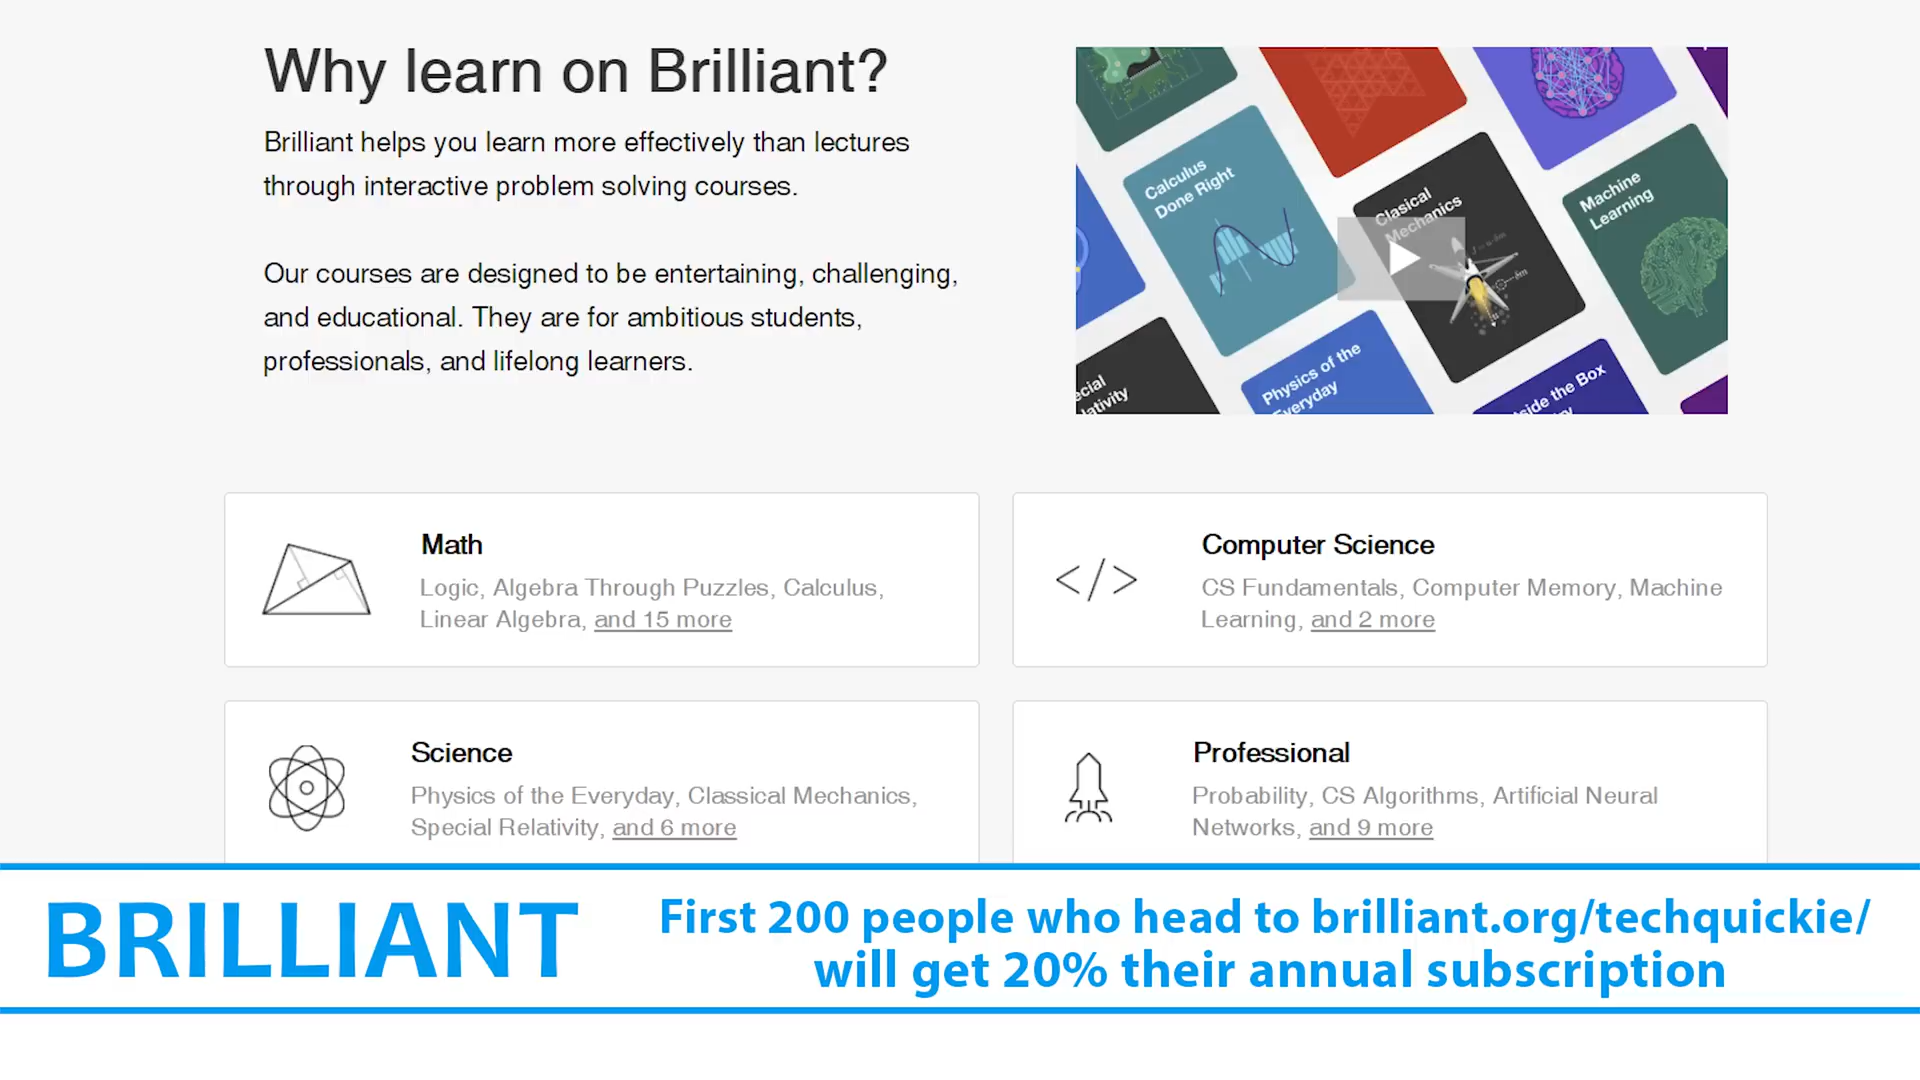 Why learn on Brilliant?
Brilliant helps you learn more effectively than lectures
through interactive problem solving courses.
Our courses are designed to be entertaining, challenging,
and educational. They are for ambitious students,
professionals, and lifelong learners.
Calculus
Done Right
Clasical
Mechanics
Machine
Learning
Physics of the
Everyday
the Box
Math
Logic, Algebra Through Puzzles, Calculus,
Linear Algebra, and 15 more
</>
Computer Science
CS Fundamentals, Computer Memory, Machine
Learning, and 2 more
Science
Physics of the Everyday, Classical Mechanics,
Special Relativity, and 6 more
Professional
Probability, CS Algorithms, Artificial Neural
Networks, and 9 more
BRILLIANT
First 200 people who head to brilliant.org/techquickie/
will get 20% their annual subscription